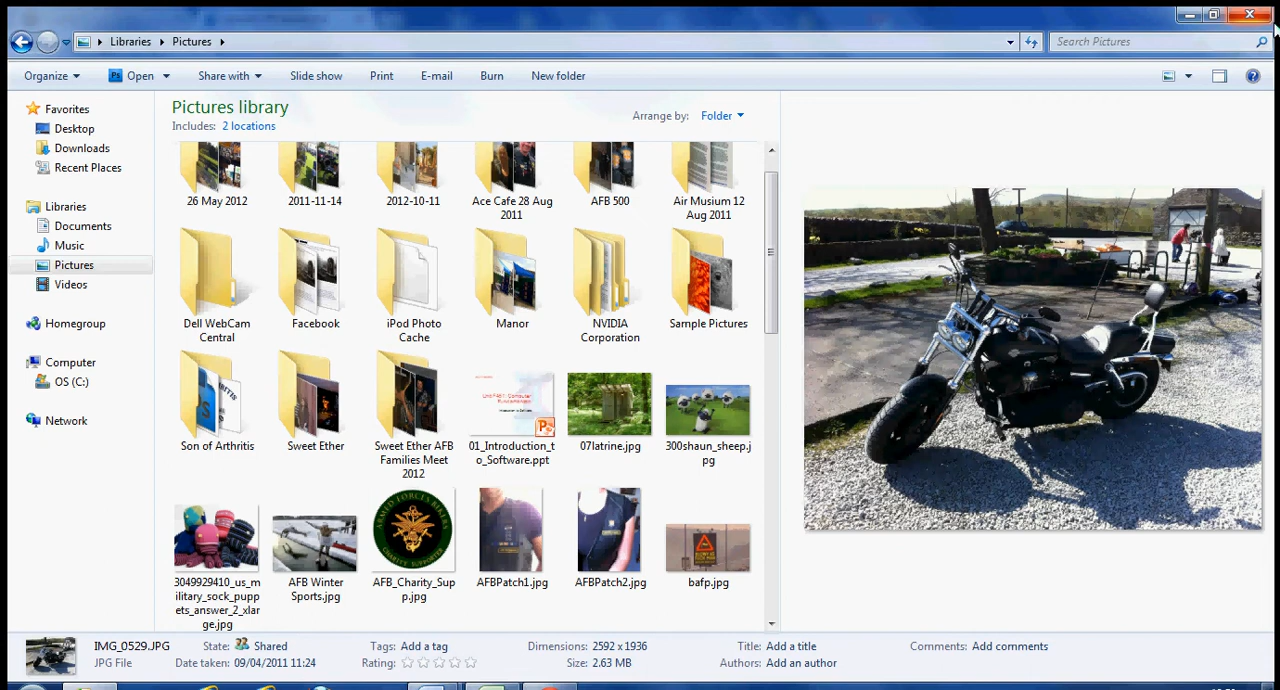 Libraries Pictures
Search Pictures
Organize Ps Open Share with Slide show Print E-mail Burn New folder
Favorites
Desktop
Downloads
Recent Places
Libraries
Documents
Music
Pictures
Videos
Homegroup
Computer
OS (C:)
Network
Pictures library
Includes: 2 locations
Arrange by: Folder
26 May 2012
2011-11-14
2012-10-11
Ace Cafe 28 Aug
2011
AFB 500
Air Musium 12
Aug 2011
Dell WebCam
Central
Facebook
iPod Photo
Cache
Manor
NVIDIA
Corporation
Sample Pictures
Son of Arthritis
Sweet Ether
Sweet Ether AFB
Families Meet
2012
01_Introduction_t
o_Software.ppt
07latrine.jpg
300shaun_sheep.j
pg
3049929410_us_m
ilitary_sock_pupp
ets_answer_2_xlar
ge.jpg
AFB Winter
Sports.jpg
ARMED FORCES BIKERS
CHARITY SUPPORTER
AFB_Charity_Sup
p.jpg
AFBPatch1.jpg
AFBPatch2.jpg
bafp.jpg
IMG_0529.JPG State: Shared Tags: Add a tag Dimensions: 2592 x 1936 Title: Add a title Comments: Add comments
JPG File Date taken: 09/04/2011 11:24 Rating: Size: 2.63 MB Authors: Add an author